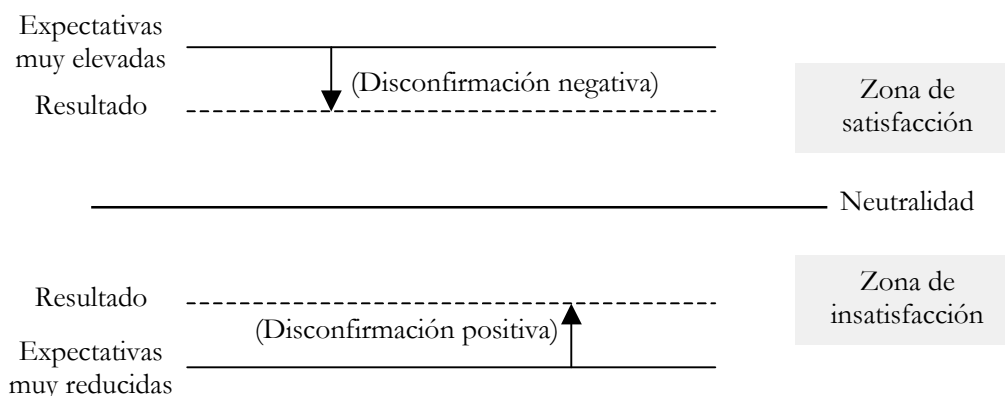 Expectativas
muy elevadas
(Disconfirmación negativa)
Resultado
Zona de
satisfacción
Neutralidad
Resultado
(Disconfirmación positiva)
Zona de
insatisfacción
Expectativas
muy reducidas